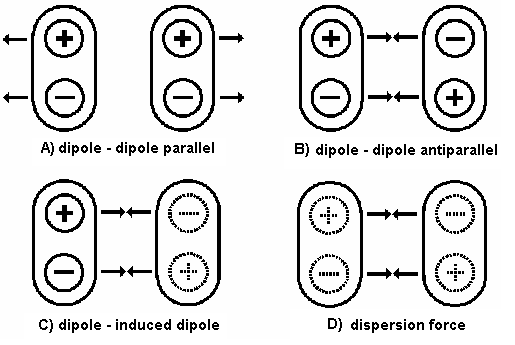 + + + −
− − − +
A) dipole - dipole parallel
B) dipole - dipole antiparallel
+ − + −
− + − +
C) dipole - induced dipole
D) dispersion force